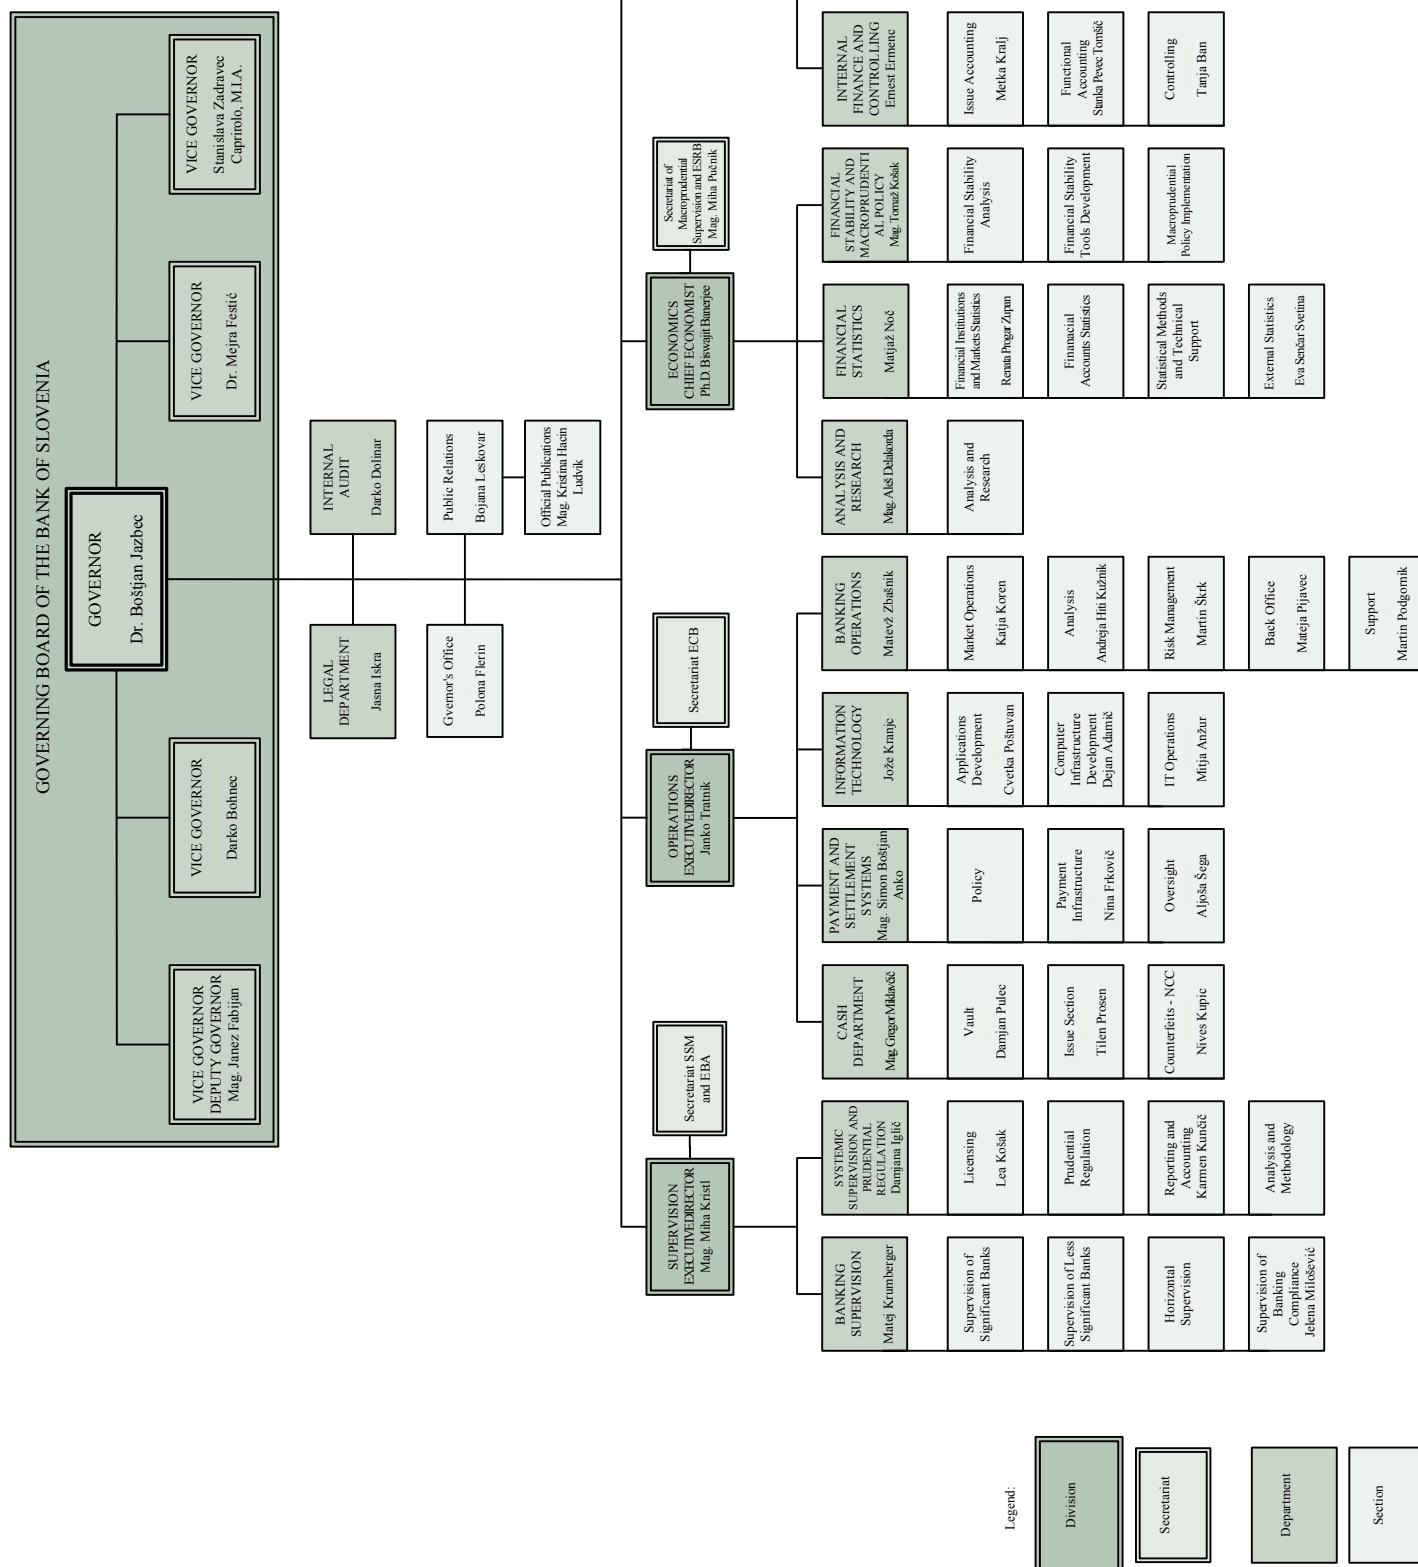 GOVERNING BOARD OF THE BANK OF SLOVENIA
GOVERNOR
Dr. Boštjan Jazbec
VICE GOVERNOR
DEPUTY GOVERNOR
Mag. Janez Fabijan
VICE GOVERNOR
Darko Bohnec
VICE GOVERNOR
Dr. Mejra Festić
VICE GOVERNOR
Stanislava Zadravec
Caprirolo, M.I.A.
LEGAL
DEPARTMENT
Jasna Iskra
INTERNAL
AUDIT
Darko Dolinar
Gvernor's Office
Polona Flerin
Public Relations
Bojana Leskovar
Official Publications
Mag. Kristina Hacin
Ludvik
SUPERVISION
EXECUTIVEDIRECTOR
Mag. Miha Kristl
Secretariat SSM
and EBA
OPERATIONS
EXECUTIVEDIRECTOR
Janko Tratnik
Secretariat ECB
ECONOMICS
CHIEF ECONOMIST
Ph.D. Biswajit Banerjee
Secretariat of
Macroprudential
Supervision and ESRB
Mag. Miha Pučnik
BANKING
SUPERVISION
Matej Krumberger
Supervision of
Significant Banks
Supervision of Less
Significant Banks
Horizontal
Supervision
Supervision of
Banking
Compliance
Jelena Milošević
SYSTEMIC
SUPERVISION AND
PRUDENTIAL
REGULATION
Damjana Iglič
Licensing
Lea Košak
Prudential
Regulation
Reporting and
Accounting
Karmen Kunčič
Analysis and
Methodology
CASH
DEPARTMENT
Mag Gregor Miklavčič
Vault
Damjan Pulec
Issue Section
Tilen Prosen
Counterfeits - NCC
Nives Kupic
PAYMENT AND
SETTLEMENT
SYSTEMS
Mag. Simon Boštjan
Anko
Policy
Payment
Infrastructure
Nina Frkovič
Oversight
Aljoša Šega
INFORMATION
TECHNOLOGY
Jože Kranjc
Applications
Development
Cvetka Poštuvan
Computer
Infrastructure
Development
Dejan Adamič
IT Operations
Mitja Anžur
BANKING
OPERATIONS
Matevž Zbašnik
Market Operations
Katja Koren
Analysis
Andreja Hiti Kužnik
Risk Management
Martin Škrk
Back Office
Mateja Pijavec
Support
Martin Podgornik
ANALYSIS AND
RESEARCH
Mag. Aleš Delakorda
Analysis and
Research
FINANCIAL
STATISTICS
Matjaž Noč
Financial Institutions
and Markets Statistics
Renata Progar Zupan
Finanacial
Accounts Statistics
Statistical Methods
and Technical
Support
External Statistics
Eva Senčar Svetina
FINANCIAL
STABILITY AND
MACROPRUDENTI
AL POLICY
Mag. Tomaž Košak
Financial Stability
Analysis
Financial Stability
Tools Development
Macroprudential
Policy Implementation
INTERNAL
FINANCE AND
CONTROLLING
Ernest Ermenc
Issue Accounting
Metka Kralj
Functional
Accounting
Stanka Pevec Tomšič
Controlling
Tanja Ban
Legend:
Division
Secretariat
Department
Section